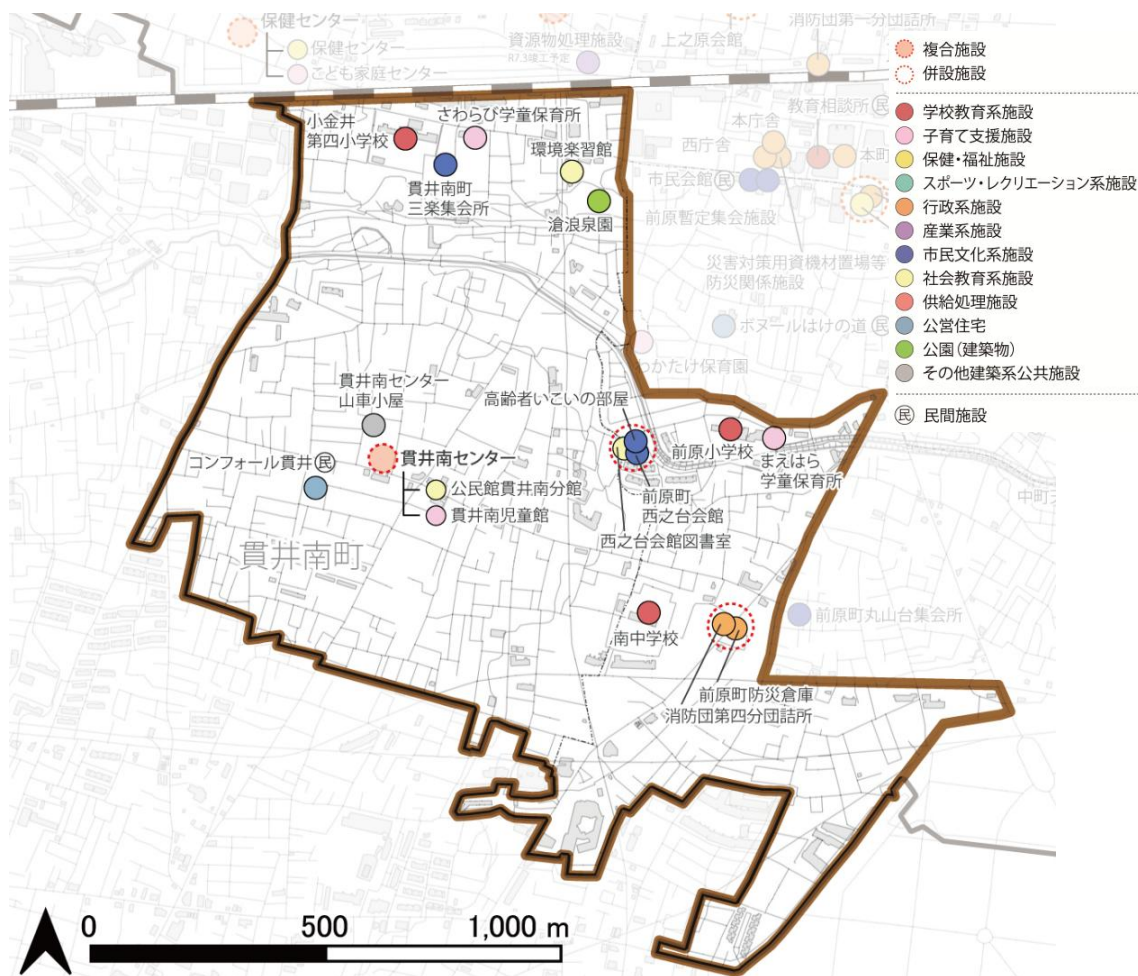 保健センター
保健センター
こども家庭センター
資源物処理施設
R7.3竣工予定
上之原会館
消防団第一分団詰所
教育相談所 民
本庁舎
西庁舎
本町
市民会館 民
前原暫定集会施設
災害対策用資機材置場等
防災関係施設
ボヌールはけの道 民
わかたけ保育園
中町天
小金井
第四小学校
さわらび学童保育所
環境楽習館
貫井南町
三楽集会所
滄浪泉園
貫井南センター
山車小屋
高齢者いこいの部屋
コンフォール貫井 民
貫井南センター
公民館貫井南分館
貫井南児童館
前原小学校
まえはら
学童保育所
前原町
西之台会館
西之台会館図書室
貫井南町
南中学校
前原町丸山台集会所
前原町防災倉庫
消防団第四分団詰所
複合施設
併設施設
学校教育系施設
子育て支援施設
保健・福祉施設
スポーツ・レクリエーション系施設
行政系施設
産業系施設
市民文化系施設
社会教育系施設
供給処理施設
公営住宅
公園(建築物)
その他建築系公共施設
民 民間施設
0 500 1,000 m